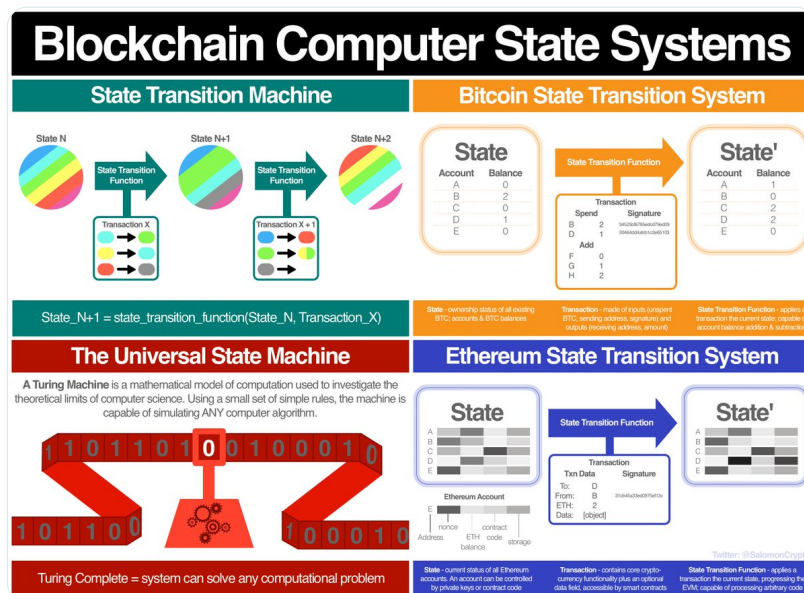 Blockchain Computer State Systems
State Transition Machine
State N
State N+1
State N+2
State Transition
Function
State Transition
Function
Transaction X
Transaction X + 1
State_N+1 = state_transition_function(State_N, Transaction_X)
Bitcoin State Transition System
State
Account Balance
A 0
B 2
C 0
D 1
E 0
State Transition Function
Transaction
Spend Signature
B 2
D 1
Add
F 0
G 1
H 2
State'
Account Balance
A 1
B 0
C 2
D 2
E 0
State - ownership status of all existing
BTC; accounts & BTC balances
Transaction - made of inputs (unspent
BTC, sending address, signature) and
outputs (receiving address, amount)
State Transition Function - applies
transaction the current state; capable
account balance addition & subtraction
The Universal State Machine
A Turing Machine is a mathematical model of computation used to investigate the
theoretical limits of computer science. Using a small set of simple rules, the machine is
capable of simulating ANY computer algorithm.
1 1 0 1 1 0 1 0 0 0 1 0 0 0 1 0
1 0 1 1 0 0
1 0 0 0 1 0
Turing Complete = system can solve any computational problem
Ethereum State Transition System
State
A
B
C
D
E
State Transition Function
Transaction
Txn Data Signature
To: D
From: B
ETH: 2
Data: [object]
State'
A
B
C
D
E
Ethereum Account
E
Address
nonce
ETH
balance
contract
code
storage
Twitter: @SalomonCryp
State - current status of all Ethereum
accounts. An account can be controlled
by private keys or contract code
Transaction - contains core crypto-
currency functionality plus an optional
data field, accessible by smart contracts
State Transition Function - applies a
transaction the current state, progressing the
EVM; capable of processing arbitrary code